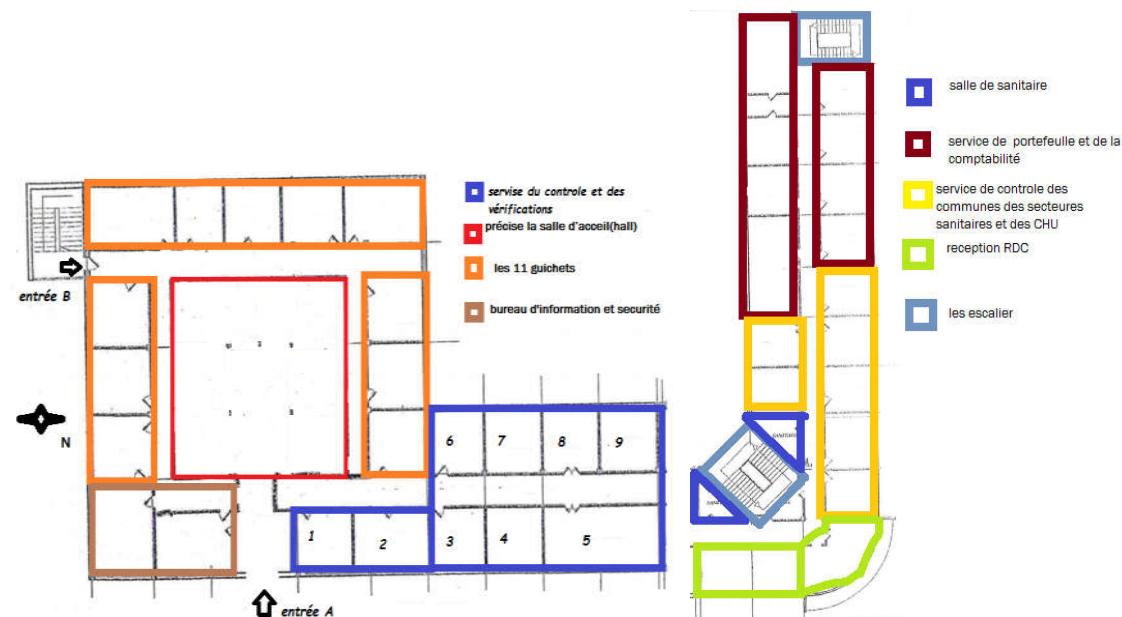 servise du controle et des
vérifications
précise la salle d'acceil(hall)
les 11 guichets
bureau d'information et securité
entrée B
N
6 7 8 9
1 2 3 4 5
entrée A
salle de sanitaire
service de portefeulle et de la
comptabilité
service de controle des
communes des secteures
sanitaires et des CHU
reception RDC
les escalier